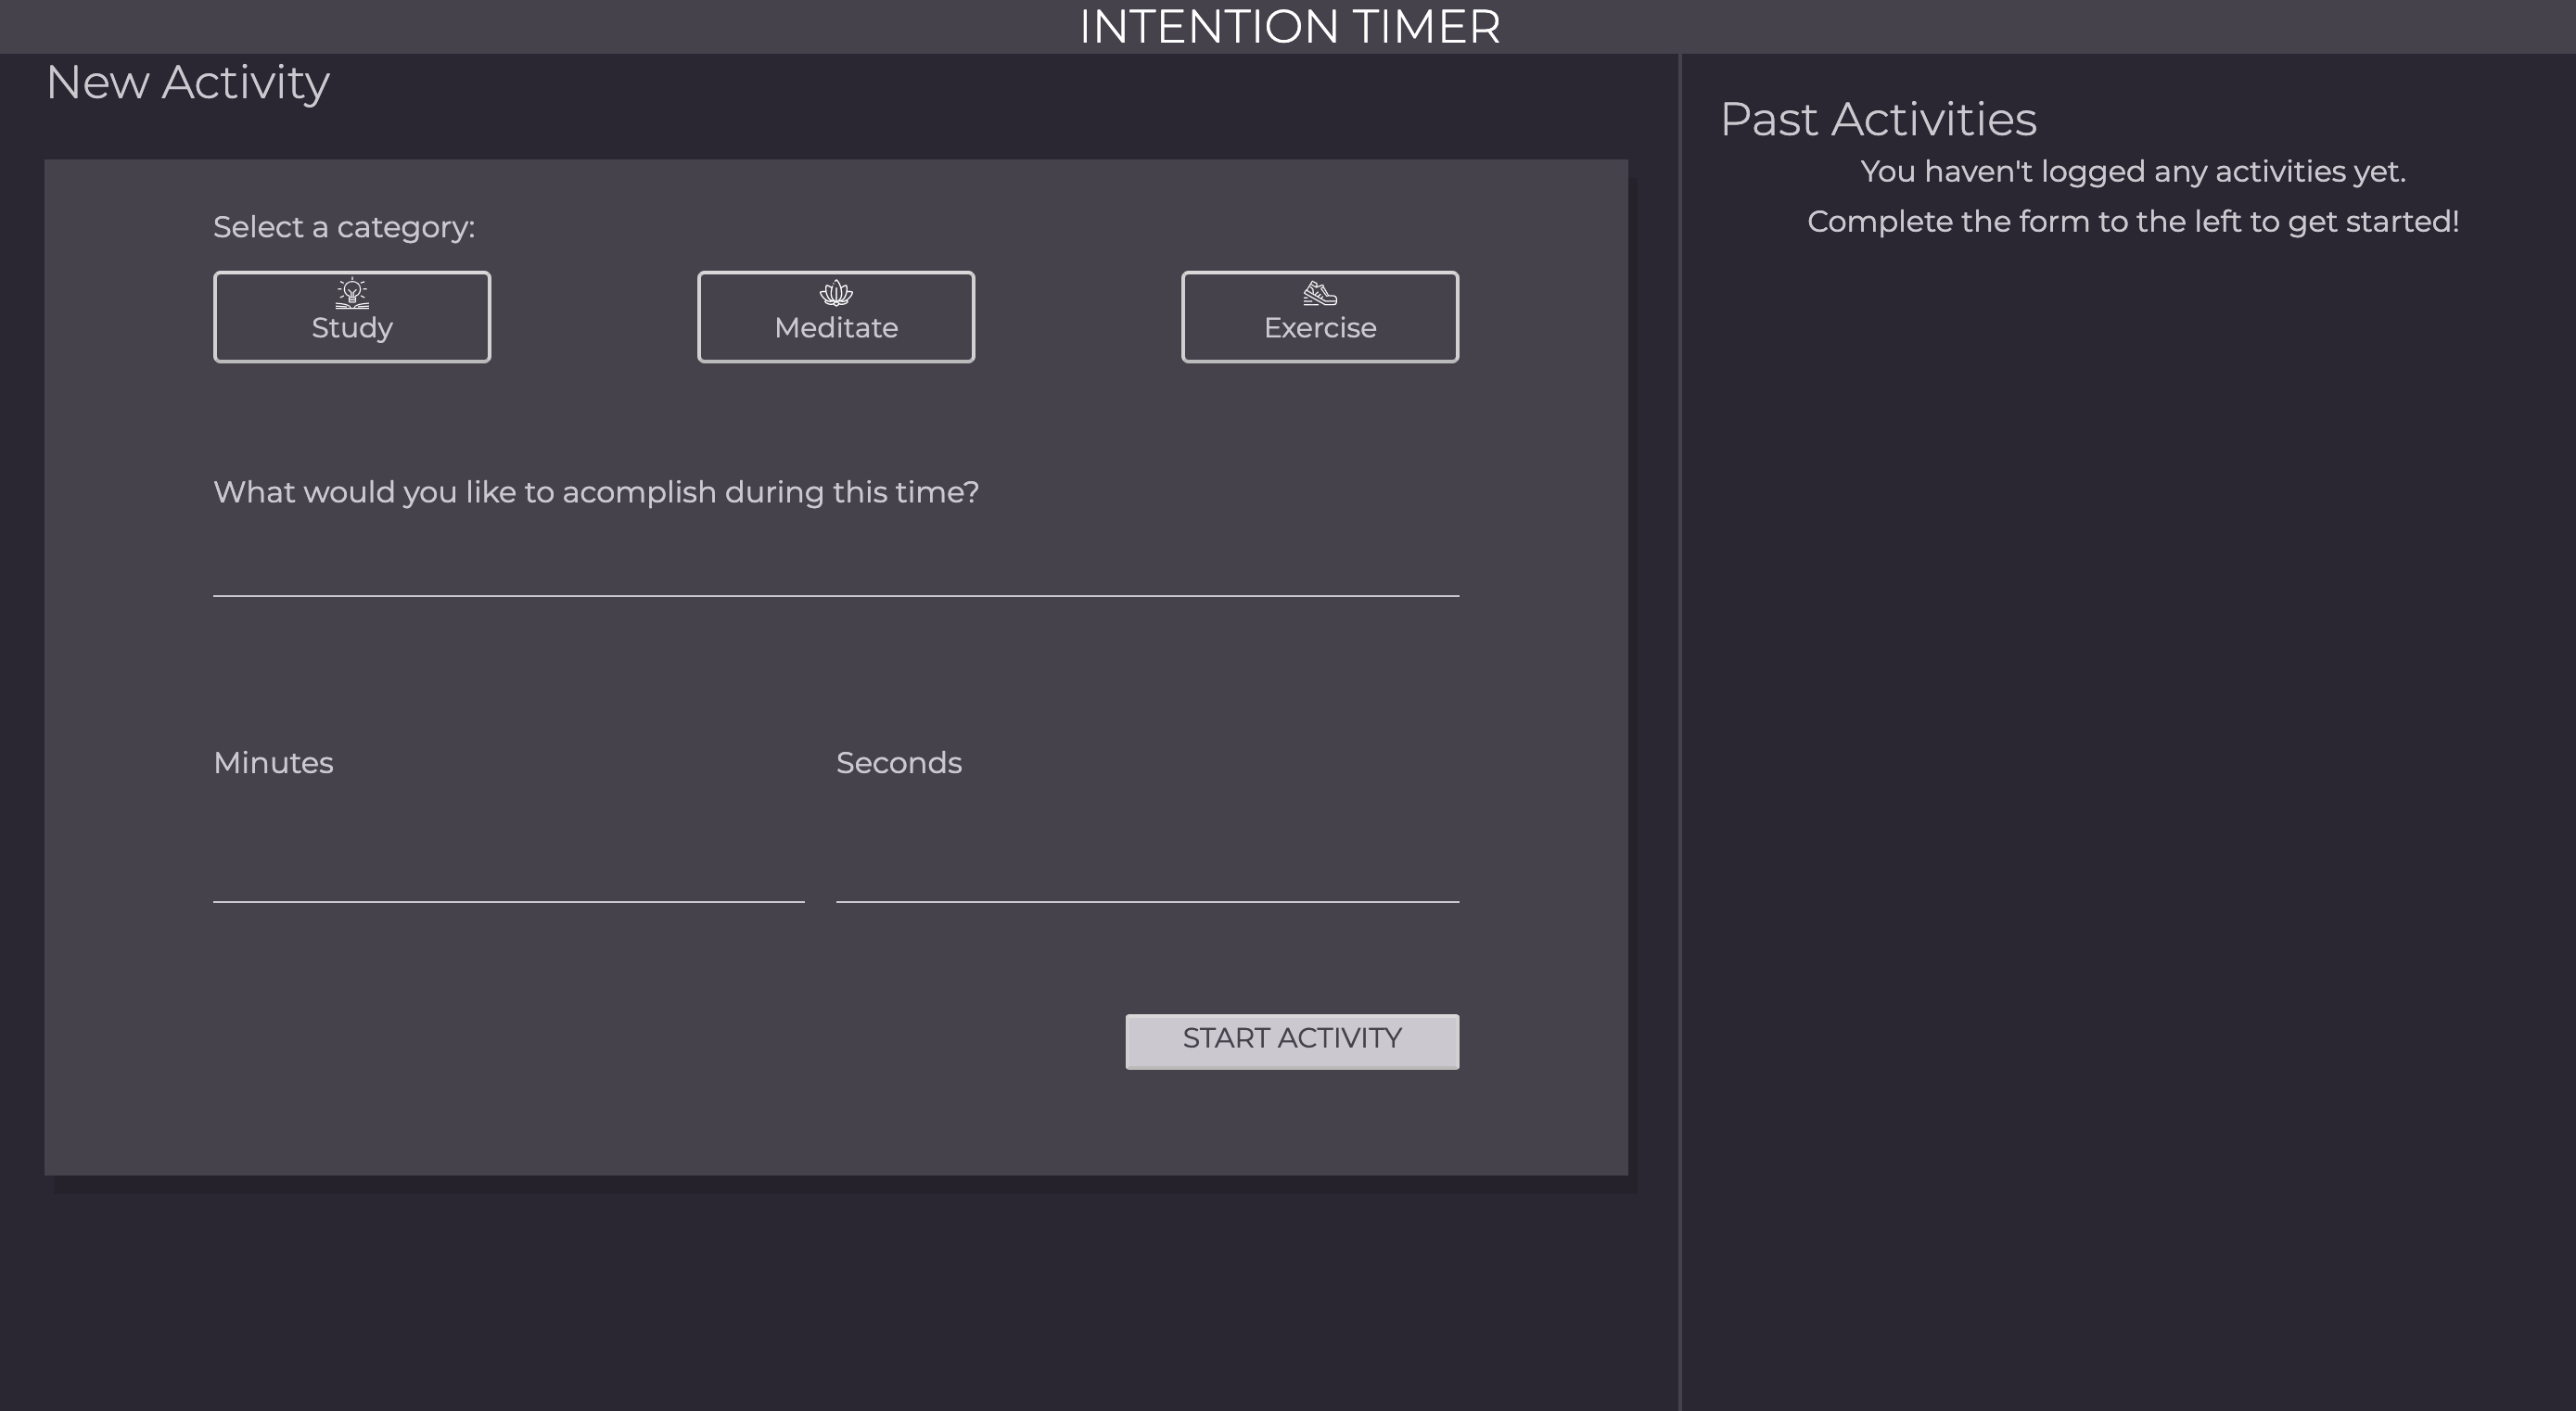 INTENTION TIMER
New Activity
Select a category:
Study
Meditate
Exercise
What would you like to acomplish during this time?
Minutes
Seconds
START ACTIVITY
Past Activities
You haven't logged any activities yet.
Complete the form to the left to get started!